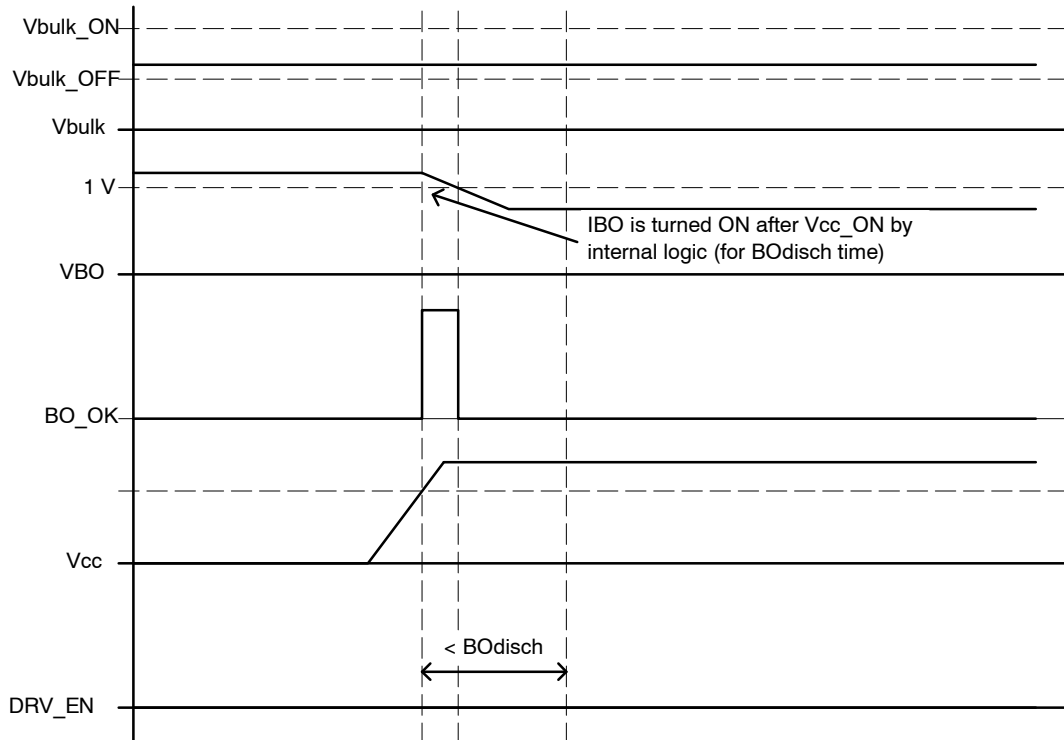 Vbulk_ON
Vbulk_OFF
Vbulk
1 V
IBO is turned ON after Vcc_ON by
internal logic (for BOdisch time)
VBO
BO_OK
Vcc
< BOdisch
DRV_EN